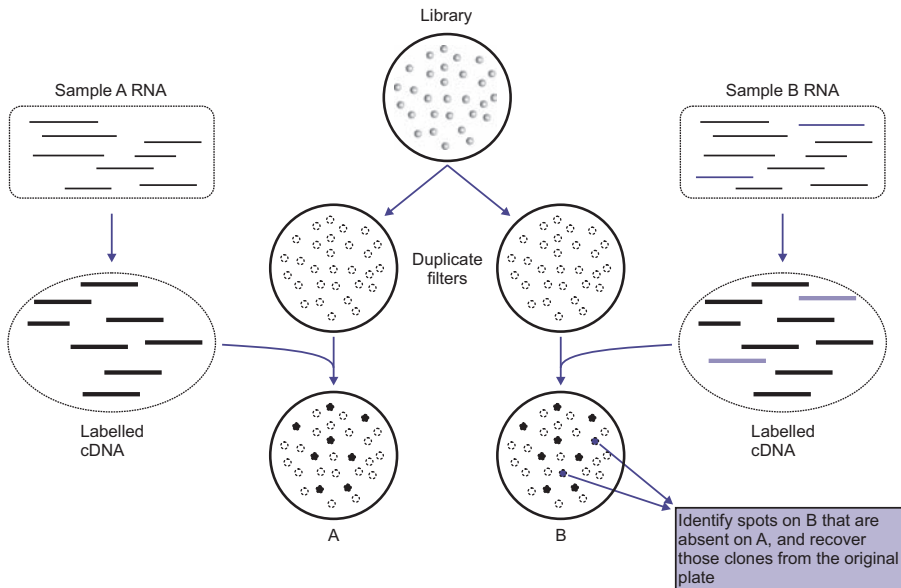 Library
Sample A RNA
Sample B RNA
Duplicate
filters
Labelled
cDNA
Labelled
cDNA
A
B
Identify spots on B that are
absent on A, and recover
those clones from the original
plate